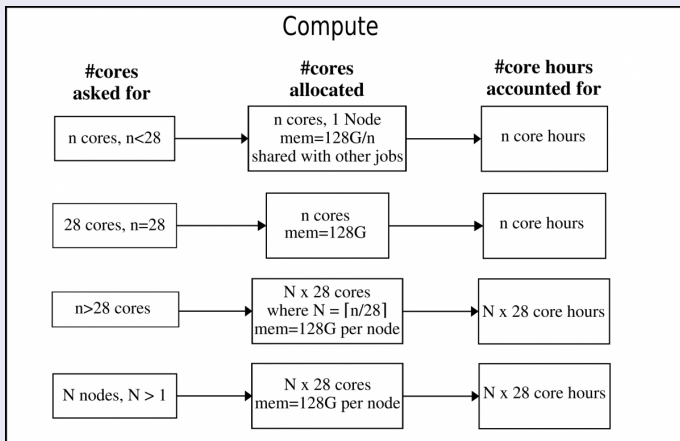 Compute
#cores
asked for
#cores
allocated
#core hours
accounted for
n cores, n<28
n cores, 1 Node
mem=128G/n
shared with other jobs
n core hours
28 cores, n=28
n cores
mem=128G
n core hours
n>28 cores
N x 28 cores
where N = ⌈n/28⌉
mem=128G per node
N x 28 core hours
N nodes, N > 1
N x 28 cores
mem=128G per node
N x 28 core hours